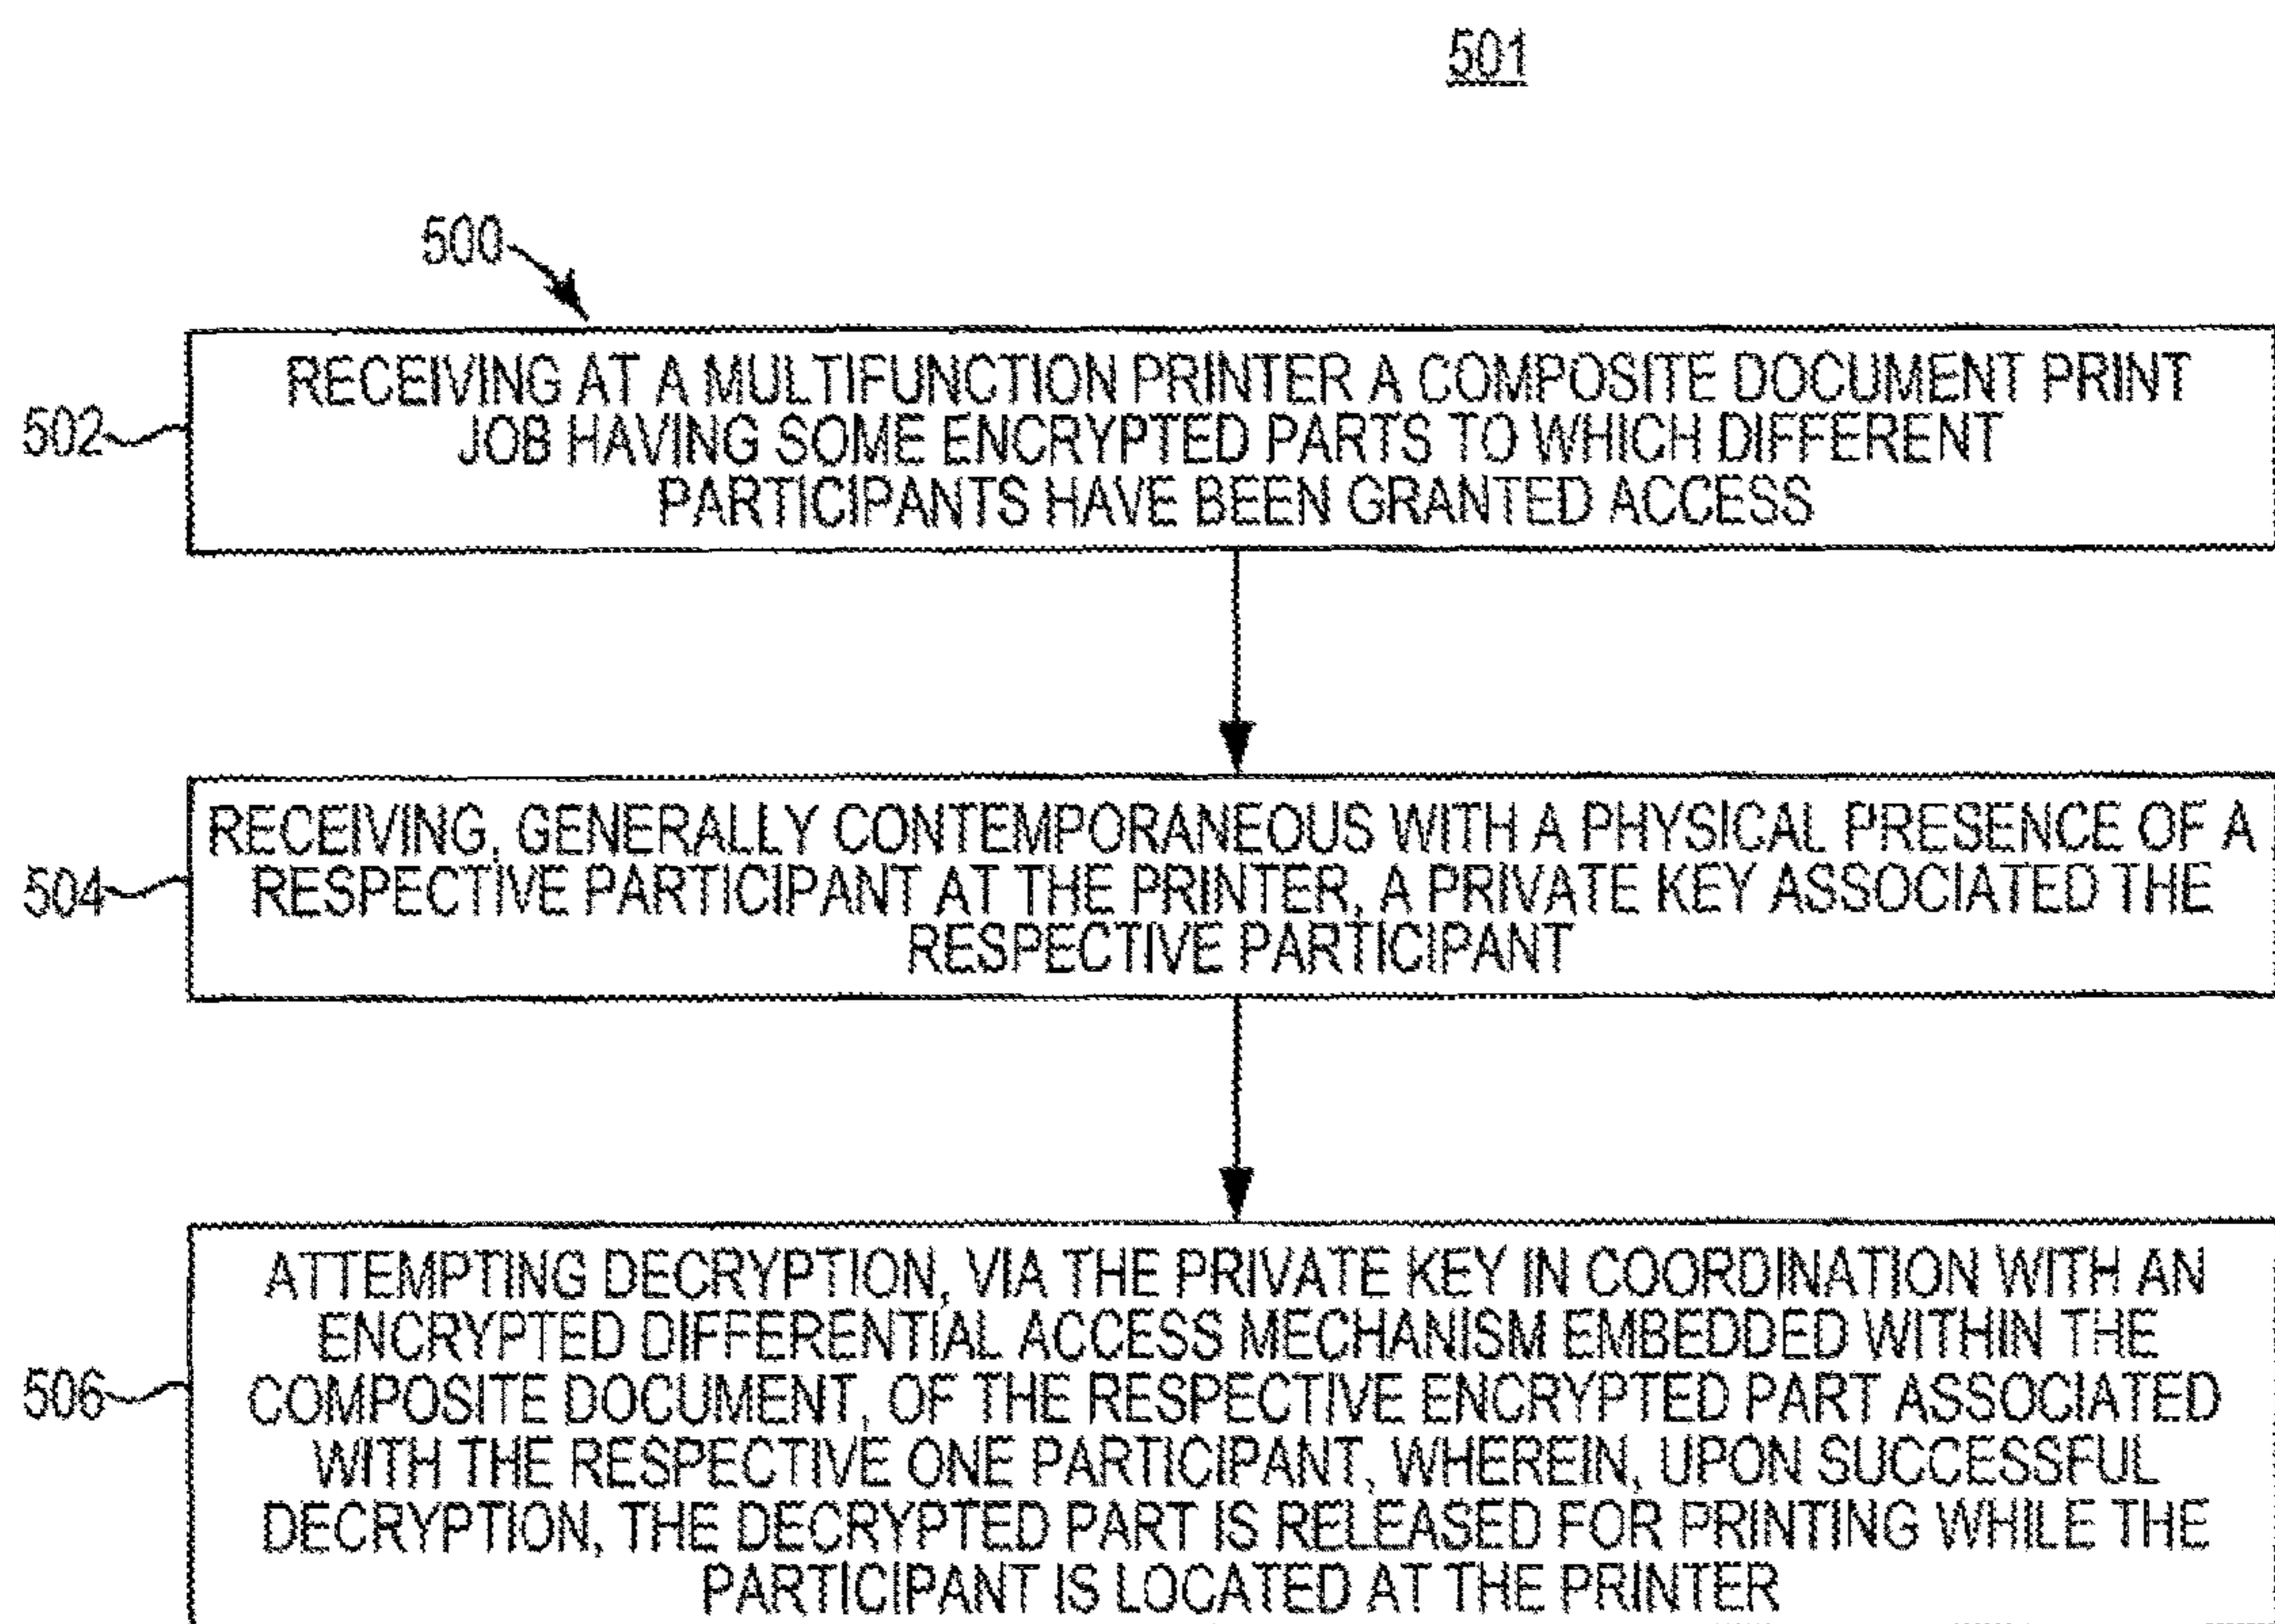 501
500
502
RECEIVING AT A MULTIFUNCTION PRINTER A COMPOSITE DOCUMENT PRINT
JOB HAVING SOME ENCRYPTED PARTS TO WHICH DIFFERENT
PARTICIPANTS HAVE BEEN GRANTED ACCESS
504
RECEIVING, GENERALLY CONTEMPORANEOUS WITH A PHYSICAL PRESENCE OF A
RESPECTIVE PARTICIPANT AT THE PRINTER, A PRIVATE KEY ASSOCIATED THE
RESPECTIVE PARTICIPANT
506
ATTEMPTING DECRYPTION, VIA THE PRIVATE KEY IN COORDINATION WITH AN
ENCRYPTED DIFFERENTIAL ACCESS MECHANISM EMBEDDED WITHIN THE
COMPOSITE DOCUMENT, OF THE RESPECTIVE ENCRYPTED PART ASSOCIATED
WITH THE RESPECTIVE ONE PARTICIPANT, WHEREIN, UPON SUCCESSFUL
DECRYPTION, THE DECRYPTED PART IS RELEASED FOR PRINTING WHILE THE
PARTICIPANT IS LOCATED AT THE PRINTER